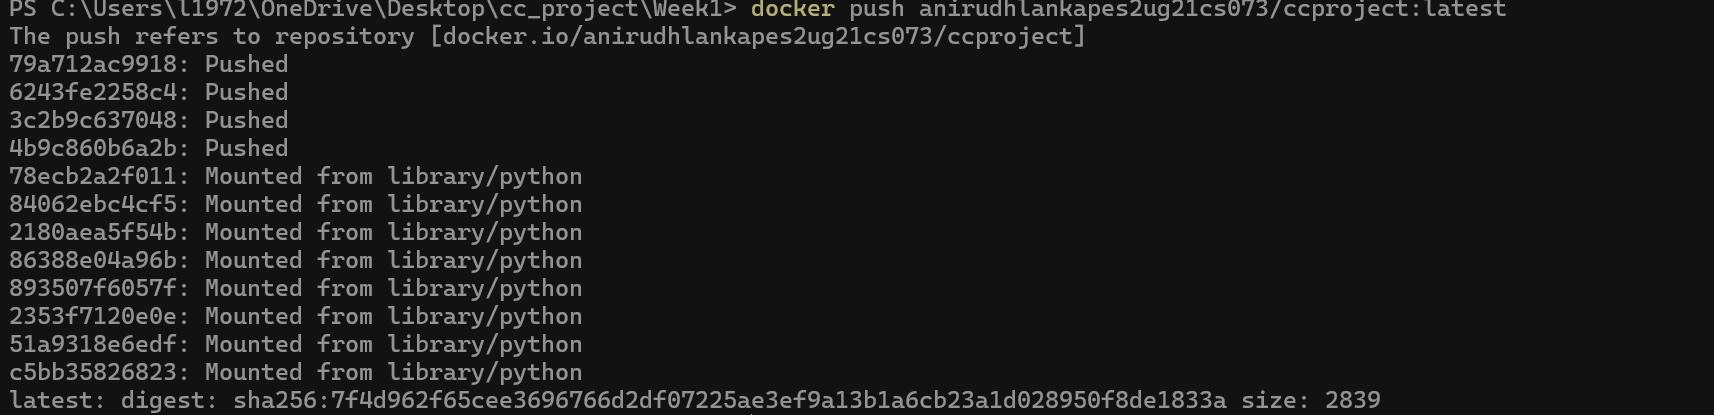 PS C:\Users\l1972\OneDrive\Desktop\cc_project\Week1> docker push anirudhlankapes2ug21cs073/ccproject:latest
The push refers to repository [docker.io/anirudhlankapes2ug21cs073/ccproject]
79a712ac9918: Pushed
6243fe2258c4: Pushed
3c2b9c637048: Pushed
4b9c860b6a2b: Pushed
78ecb2a2f011: Mounted from library/python
84062ebc4cf5: Mounted from library/python
2180aea5f54b: Mounted from library/python
86388e04a96b: Mounted from library/python
893507f6057f: Mounted from library/python
2353f7120e0e: Mounted from library/python
51a9318e6edf: Mounted from library/python
c5bb35826823: Mounted from library/python
latest: digest: sha256:7f4d962f65cee3696766d2df07225ae3ef9a13b1a6cb23a1d028950f8de1833a size: 2839